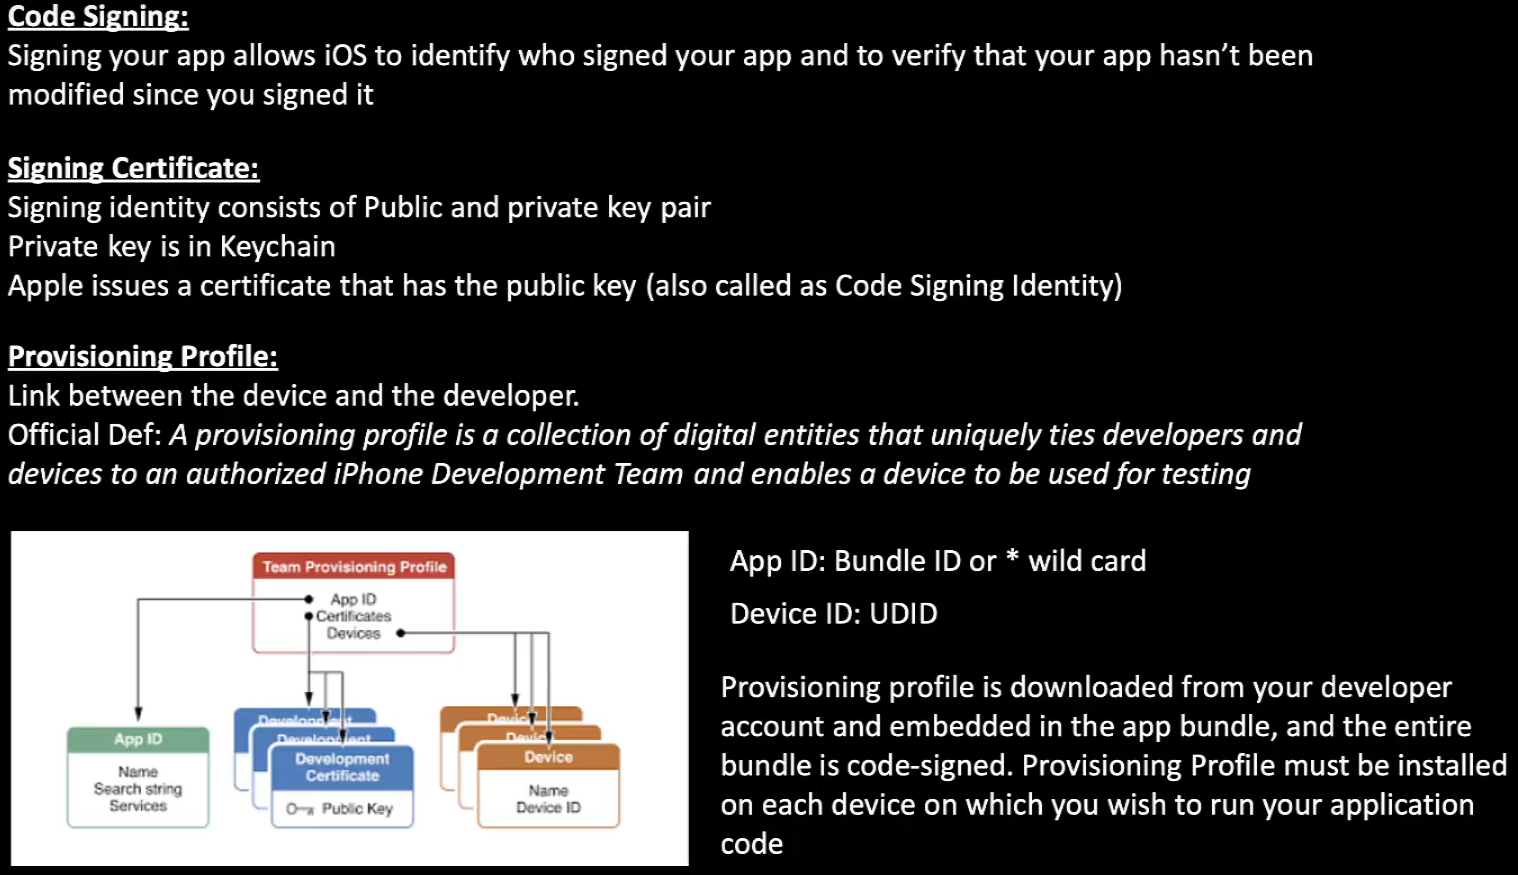 Code Signing:
Signing your app allows iOS to identify who signed your app and to verify that your app hasn’t been
modified since you signed it
Signing Certificate:
Signing identity consists of Public and private key pair
Private key is in Keychain
Apple issues a certificate that has the public key (also called as Code Signing Identity)
Provisioning Profile:
Link between the device and the developer.
Official Def: A provisioning profile is a collection of digital entities that uniquely ties developers and
devices to an authorized iPhone Development Team and enables a device to be used for testing
Team Provisioning Profile
App ID
Certificates
Devices
App ID
Name
Search string
Services
Development
Development
Development
Certificate
Public Key
Device
Name
Device ID
App ID: Bundle ID or * wild card
Device ID: UDID
Provisioning profile is downloaded from your developer
account and embedded in the app bundle, and the entire
bundle is code-signed. Provisioning Profile must be installed
on each device on which you wish to run your application
code